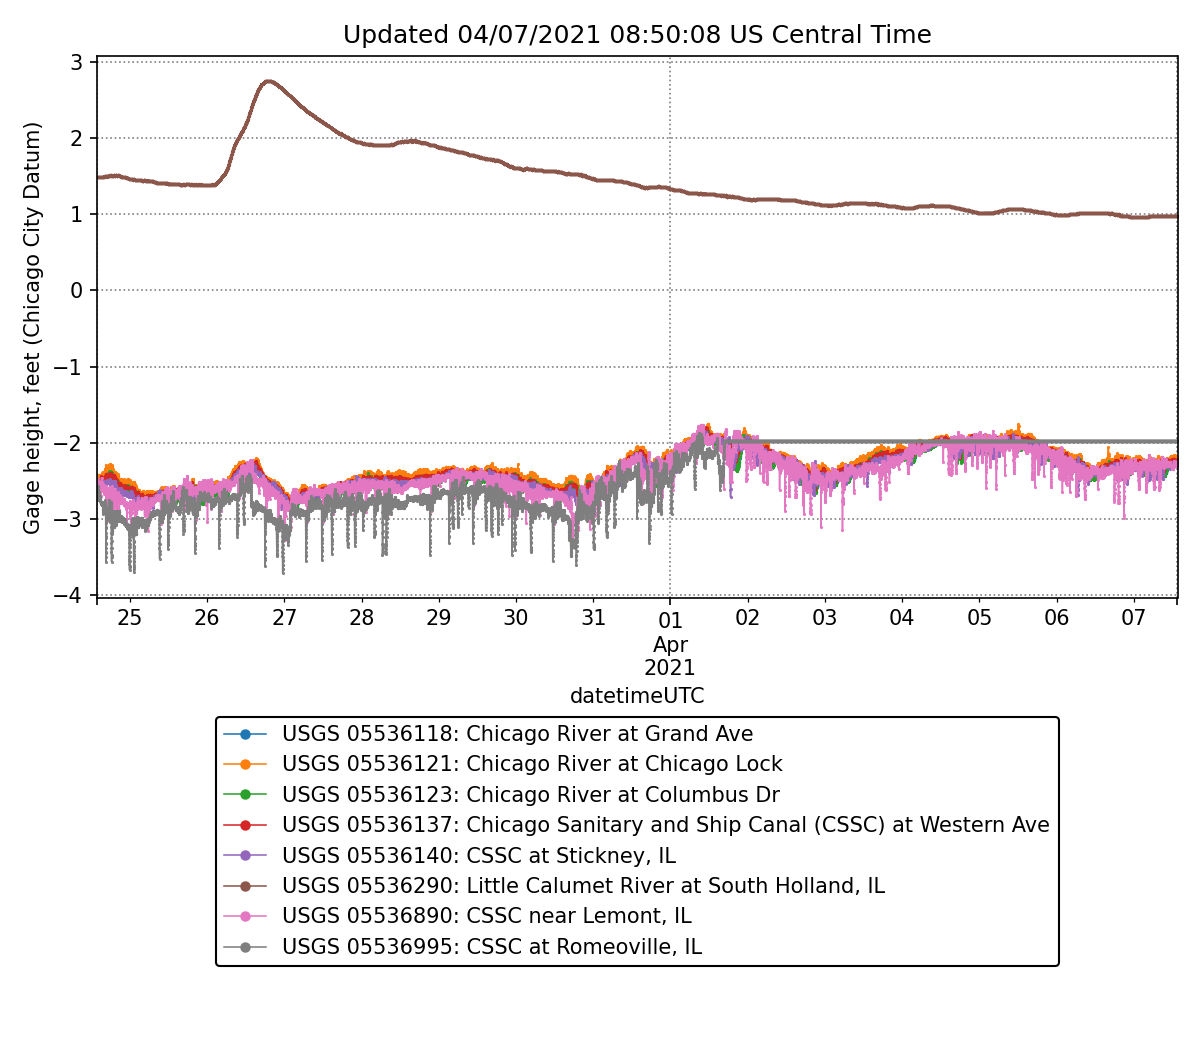 Updated 04/07/2021 08:50:08 US Central Time
Gage height, feet (Chicago City Datum)
3
2
1
0
−1
−2
−3
−4
25 26 27 28 29 30 31 01 02 03 04 05 06 07
Apr
2021
datetimeUTC
USGS 05536118: Chicago River at Grand Ave
USGS 05536121: Chicago River at Chicago Lock
USGS 05536123: Chicago River at Columbus Dr
USGS 05536137: Chicago Sanitary and Ship Canal (CSSC) at Western Ave
USGS 05536140: CSSC at Stickney, IL
USGS 05536290: Little Calumet River at South Holland, IL
USGS 05536890: CSSC near Lemont, IL
USGS 05536995: CSSC at Romeoville, IL